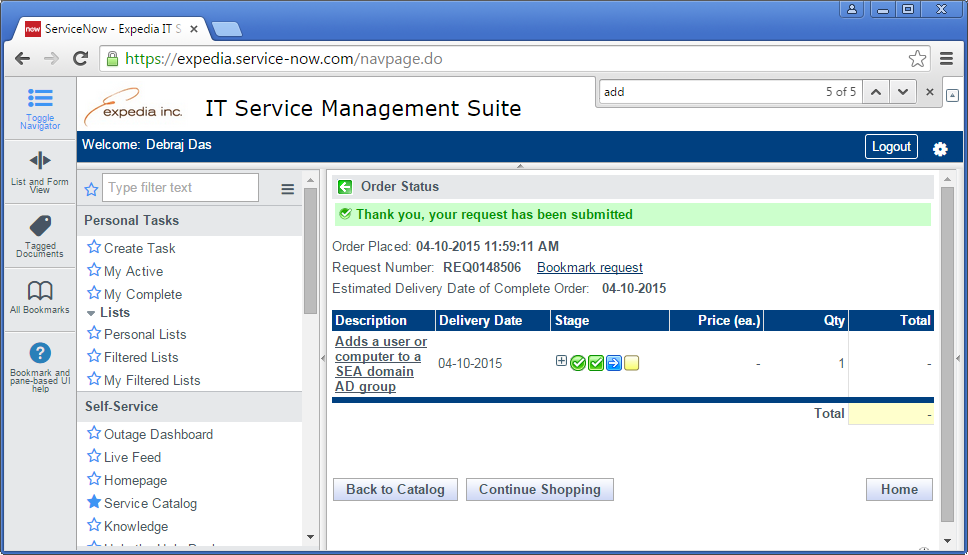 now ServiceNow - Expedia IT S
https://expedia.service-now.com/navpage.do
add 5 of 5
Toggle
Navigator
List and Form
View
Tagged
Documents
All Bookmarks
Bookmark and
pane-based UI
help
expedia inc. IT Service Management Suite
Welcome: Debraj Das Logout
Type filter text
Personal Tasks
Create Task
My Active
My Complete
Lists
Personal Lists
Filtered Lists
My Filtered Lists
Self-Service
Outage Dashboard
Live Feed
Homepage
Service Catalog
Knowledge
Order Status
Thank you, your request has been submitted
Order Placed: 04-10-2015 11:59:11 AM
Request Number: REQ0148506 Bookmark request
Estimated Delivery Date of Complete Order: 04-10-2015
Description Delivery Date Stage Price (ea.) Qty Total
Adds a user or
computer to a
SEA domain
AD group
04-10-2015 - 1 -
Total -
Back to Catalog Continue Shopping Home